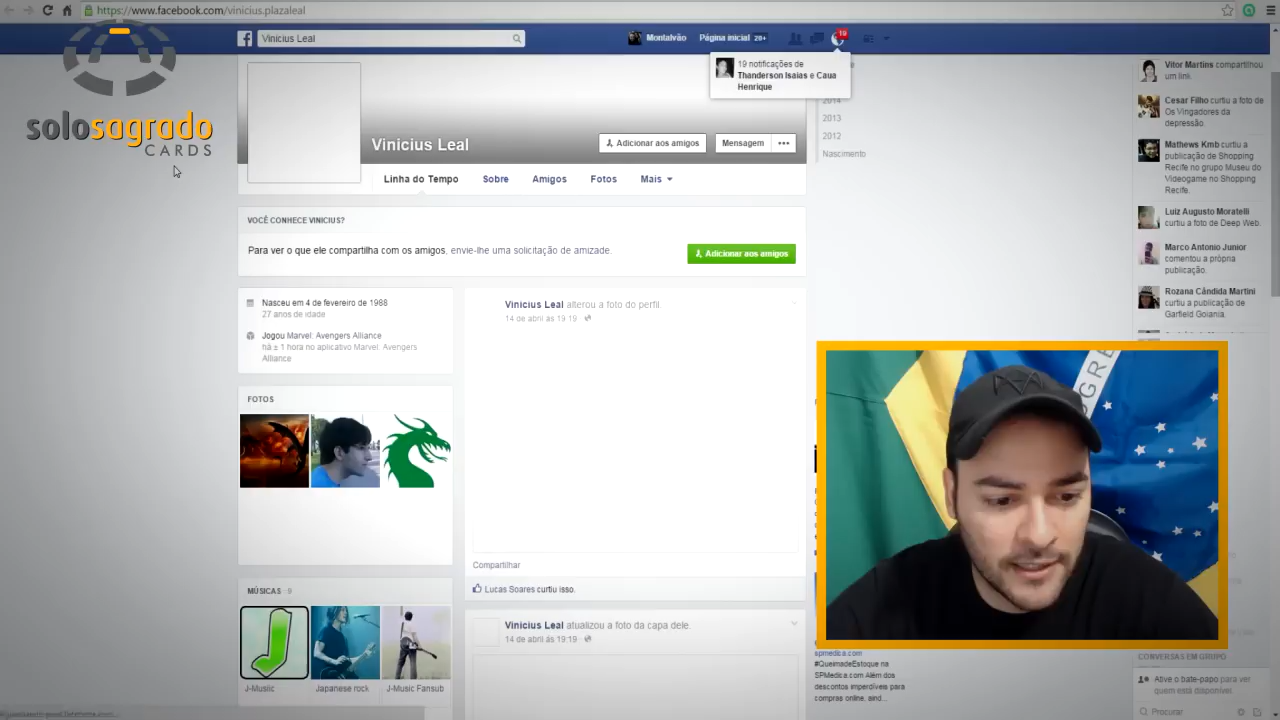 https://www.facebook.com/vinicius.plazaleal
solosagrado
CARDS
Vinicius Leal
Montalvão
Página inicial 20+
19
19 notificações de
Thanderson Isaias e Caua
Henrique
2014
2013
2012
Nascimento
Vinicius Leal
Adicionar aos amigos
Mensagem
Linha do Tempo
Sobre
Amigos
Fotos
Mais
VOCÊ CONHECE VINICIUS?
Para ver o que ele compartilha com os amigos, envie-lhe uma solicitação de amizade.
Adicionar aos amigos
Nasceu em 4 de fevereiro de 1988
27 anos de idade
Jogou Marvel: Avengers Alliance
há ± 1 hora no aplicativo Marvel: Avengers
Alliance
FOTOS
MÚSICAS · 9
J-Music
Japanese rock
J-Music Fansub
Vinicius Leal alterou a foto do perfil.
14 de abril às 19:19
Compartilhar
Lucas Soares curtiu isso.
Vinicius Leal atualizou a foto da capa dele.
14 de abril às 19:19
Vitor Martins compartilhou
um link.
Cesar Filho curtiu a foto de
Os Vingadores da
depressão.
Mathews Kmb curtiu a
publicação de Shopping
Recife no grupo Museu do
Videogame no Shopping
Recife.
Luiz Augusto Moratelli
curtiu a foto de Deep Web.
Marco Antonio Junior
comentou a própria
publicação.
Rozana Cândida Martini
curtiu a publicação de
Garfield Goiania.
GRE
spmedica.com
#QueimadeEstoque na
SPMedica.com Além dos
descontos imperdíveis para
compras online, aind...
CONVERSAS EM GRUPO
Ative o bate-papo para ver
quem está disponível.
Procurar